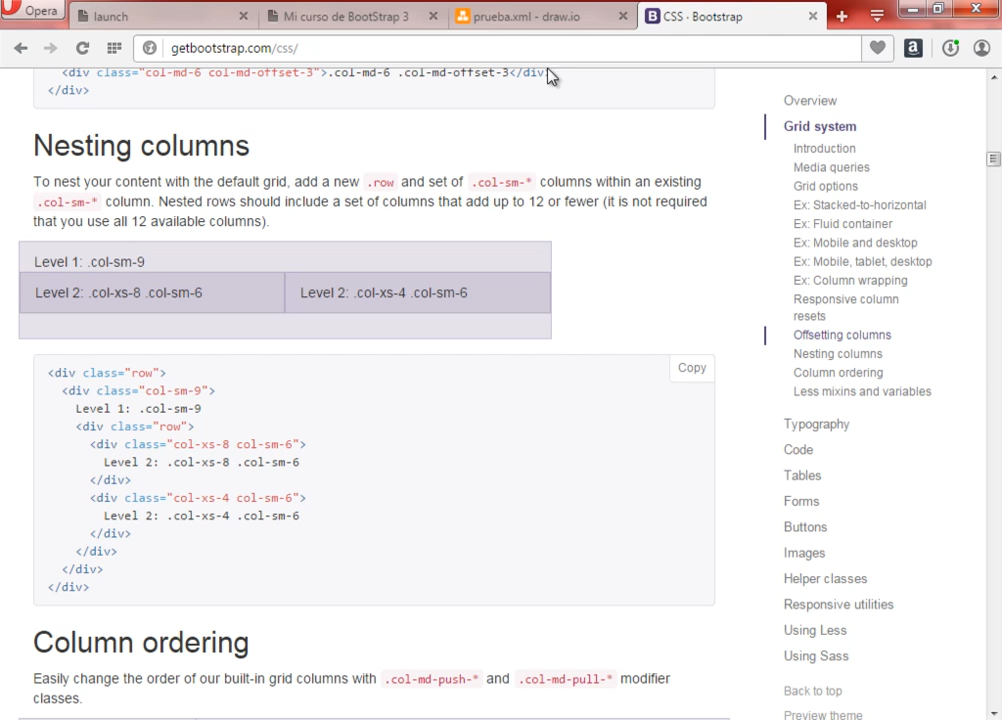 Opera
launch
Mi curso de BootStrap 3
prueba.xml - draw.io
CSS · Bootstrap
getbootstrap.com/css/
<div class="col-md-6 col-md-offset-3">.col-md-6 .col-md-offset-3</div>
</div>
Nesting columns
To nest your content with the default grid, add a new .row and set of .col-sm-* columns within an existing
.col-sm-* column. Nested rows should include a set of columns that add up to 12 or fewer (it is not required
that you use all 12 available columns).
Level 1: .col-sm-9
Level 2: .col-xs-8 .col-sm-6
Level 2: .col-xs-4 .col-sm-6
Copy
<div class="row">
<div class="col-sm-9">
Level 1: .col-sm-9
<div class="row">
<div class="col-xs-8 col-sm-6">
Level 2: .col-xs-8 .col-sm-6
</div>
<div class="col-xs-4 col-sm-6">
Level 2: .col-xs-4 .col-sm-6
</div>
</div>
</div>
</div>
Column ordering
Easily change the order of our built-in grid columns with .col-md-push-* and .col-md-pull-* modifier
classes.
Overview
Grid system
Introduction
Media queries
Grid options
Ex: Stacked-to-horizontal
Ex: Fluid container
Ex: Mobile and desktop
Ex: Mobile, tablet, desktop
Ex: Column wrapping
Responsive column
resets
Offsetting columns
Nesting columns
Column ordering
Less mixins and variables
Typography
Code
Tables
Forms
Buttons
Images
Helper classes
Responsive utilities
Using Less
Using Sass
Back to top
Preview theme